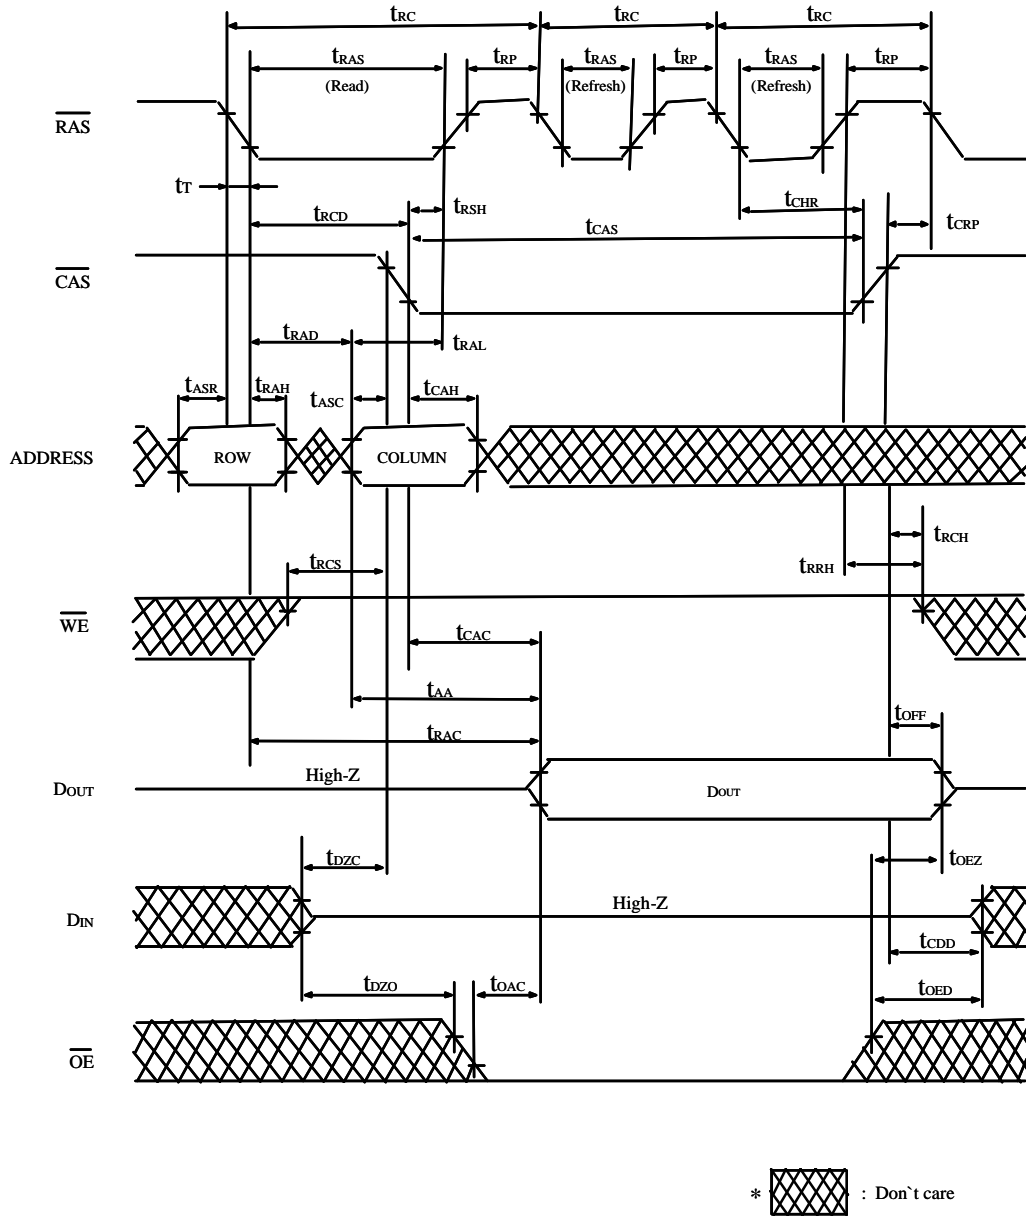 tRC tRC tRC
tRAS tRP tRAS tRP tRAS tRP
(Read) (Refresh) (Refresh)
RAS
tT
tRCD tRSH tCHR
tCAS tCRP
CAS
tRAD tRAL
tASR tRAH tASC tCAH
ADDRESS ROW COLUMN
tRCH
tRCS tRRH
WE
tCAC
tAA
tOFF
tRAC
High-Z
DOUT DOUT
tDZC tOEZ
High-Z
DIN
tCDD
tDZO tOAC tOED
OE
* : Don`t care